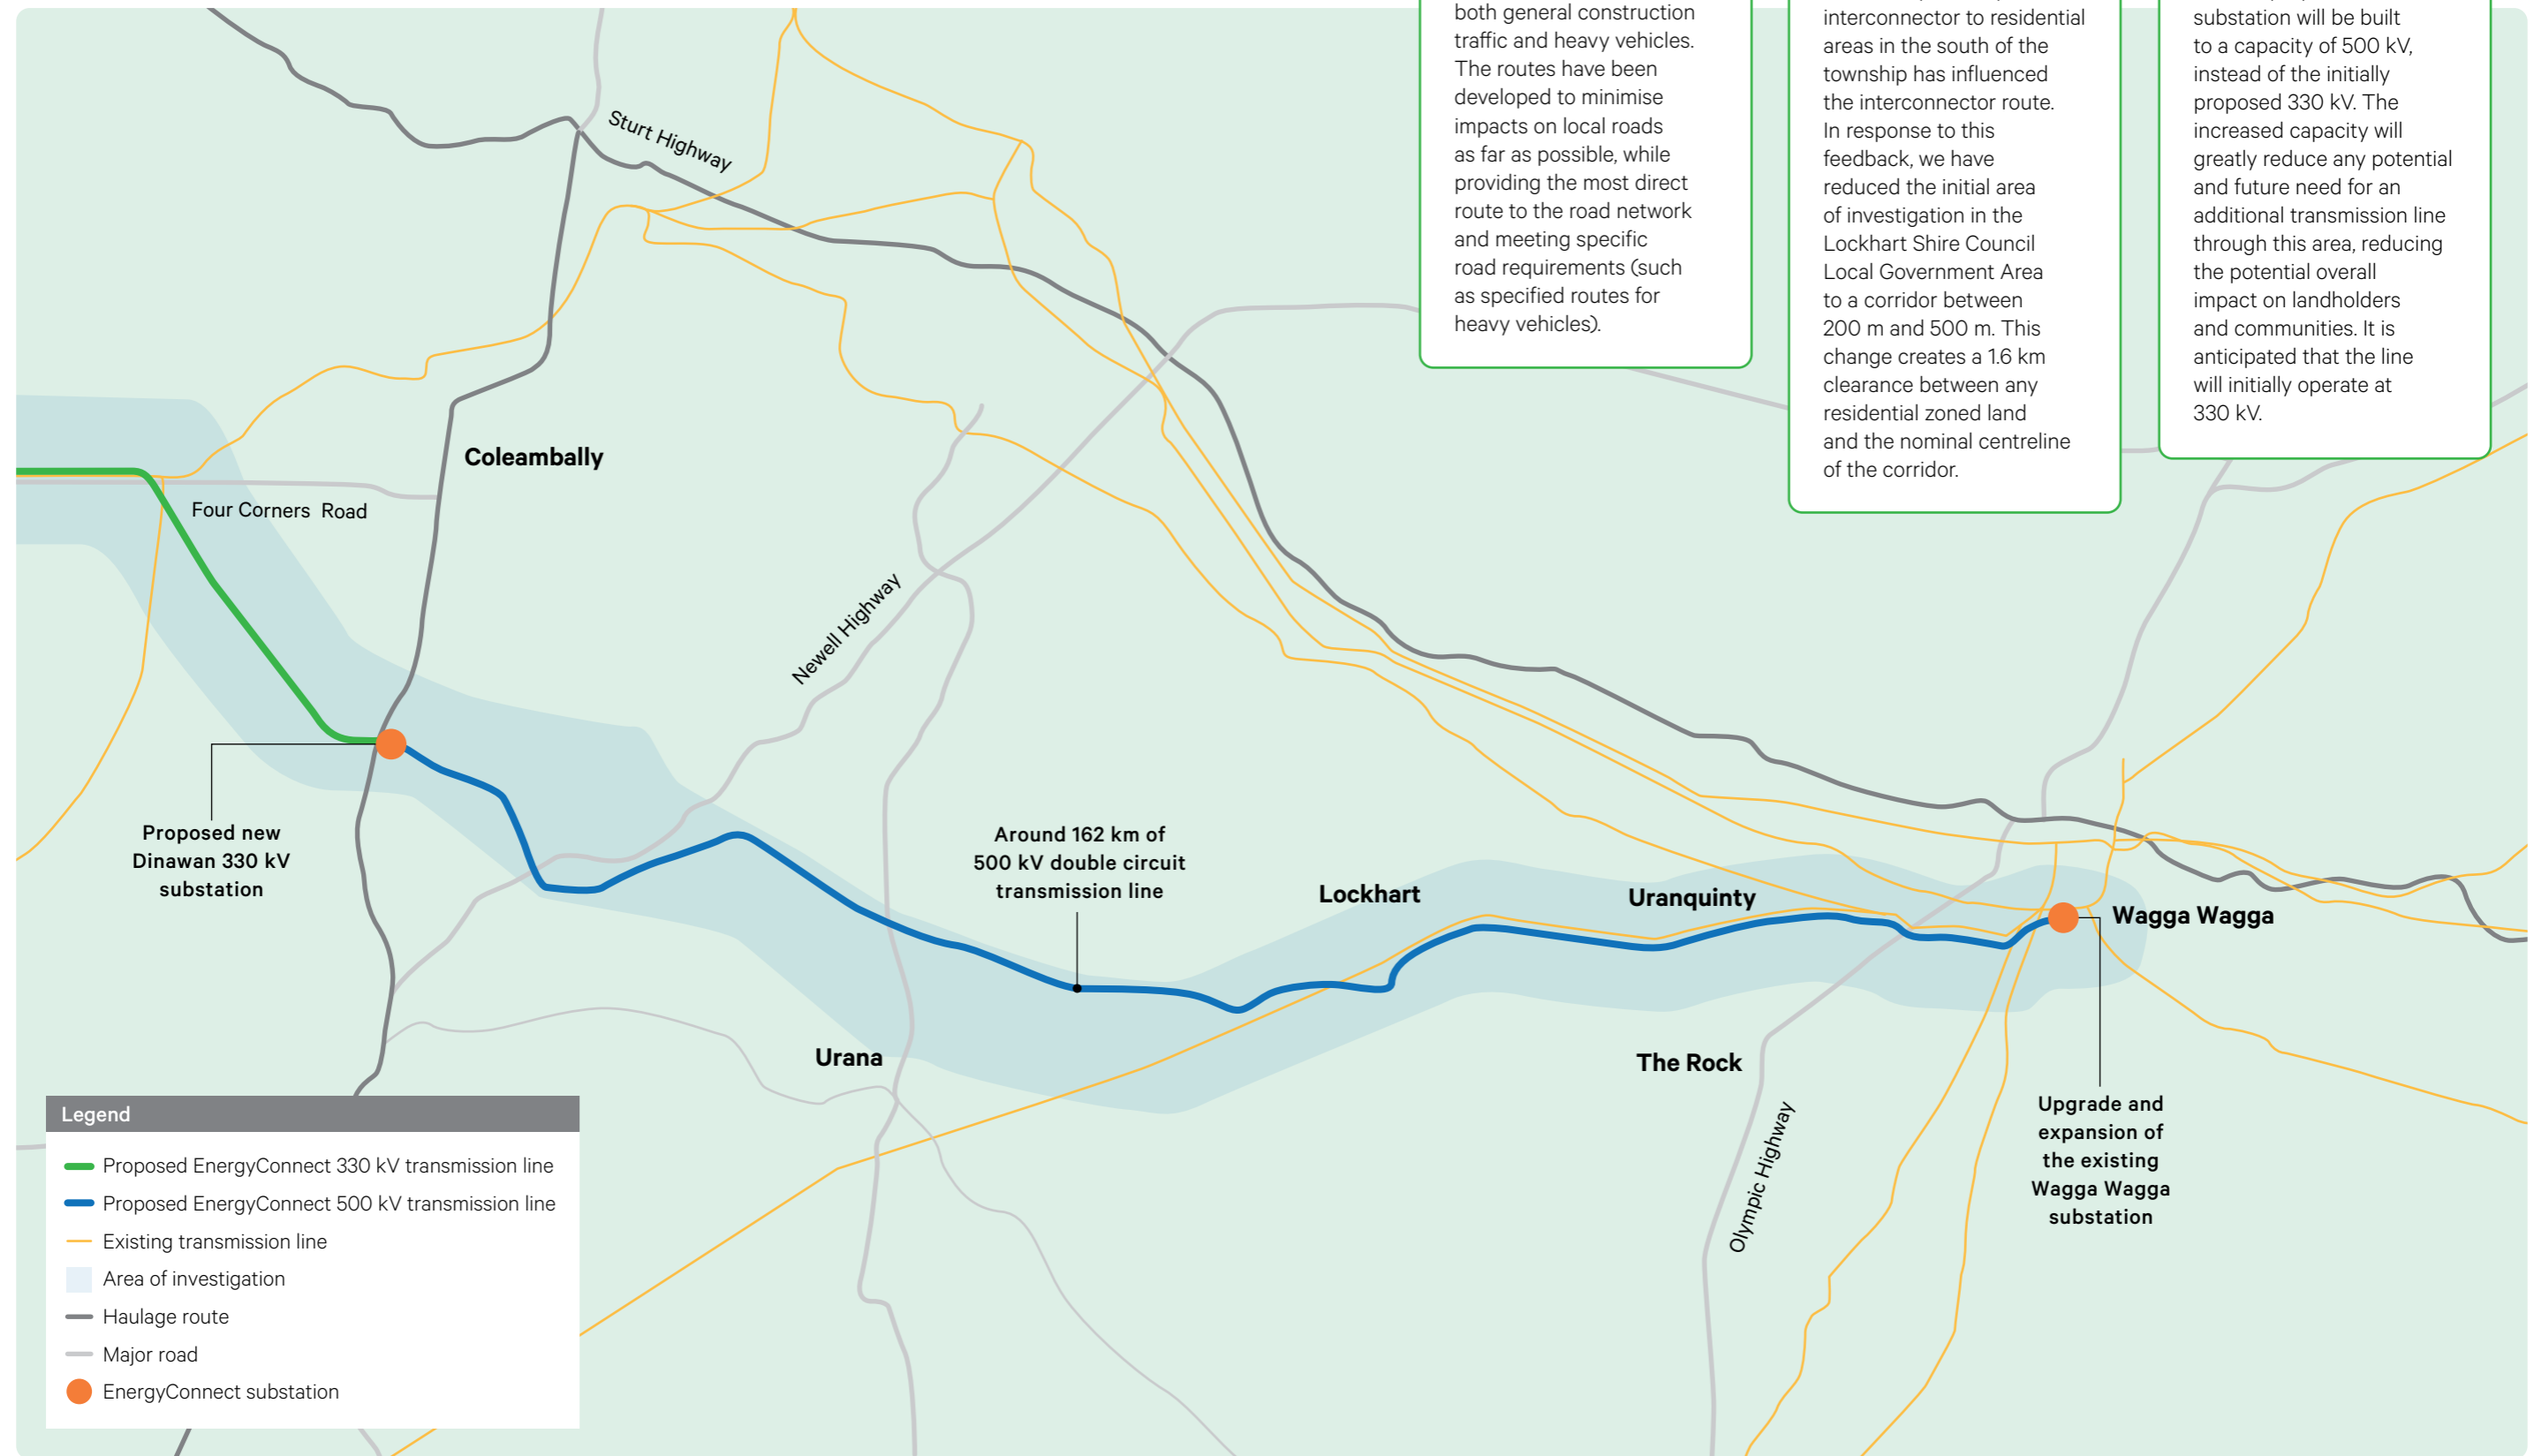 both general construction
traffic and heavy vehicles.
The routes have been
developed to minimise
impacts on local roads
as far as possible, while
providing the most direct
route to the road network
and meeting specific
road requirements (such
as specified routes for
heavy vehicles).
interconnector to residential
areas in the south of the
township has influenced
the interconnector route.
In response to this
feedback, we have
reduced the initial area
of investigation in the
Lockhart Shire Council
Local Government Area
to a corridor between
200 m and 500 m. This
change creates a 1.6 km
clearance between any
residential zoned land
and the nominal centreline
of the corridor.
substation will be built
to a capacity of 500 kV,
instead of the initially
proposed 330 kV. The
increased capacity will
greatly reduce any potential
and future need for an
additional transmission line
through this area, reducing
the potential overall
impact on landholders
and communities. It is
anticipated that the line
will initially operate at
330 kV.
Sturt Highway
Coleambally
Four Corners Road
Newell Highway
Proposed new
Dinawan 330 kV
substation
Around 162 km of
500 kV double circuit
transmission line
Lockhart
Uranquinty
Wagga Wagga
Urana
The Rock
Olympic Highway
Upgrade and
expansion of
the existing
Wagga Wagga
substation
Legend
Proposed EnergyConnect 330 kV transmission line
Proposed EnergyConnect 500 kV transmission line
Existing transmission line
Area of investigation
Haulage route
Major road
EnergyConnect substation